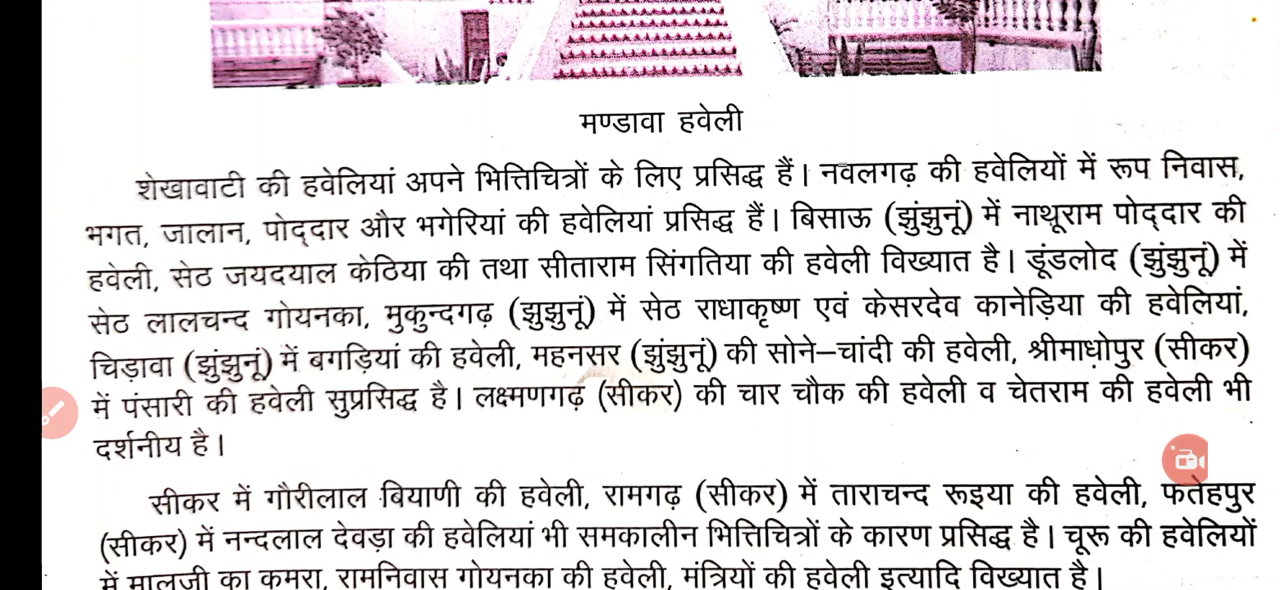 मण्डावा हवेली
शेखावाटी की हवेलियां अपने भित्तिचित्रों के लिए प्रसिद्ध हैं। नवलगढ़ की हवेलियों में रूप निवास,
भगत, जालान, पोद्दार और भगेरियां की हवेलियां प्रसिद्ध हैं। बिसाऊ (झुंझुनूं) में नाथूराम पोद्दार की
हवेली, सेठ जयदयाल केठिया की तथा सीताराम सिंगतिया की हवेली विख्यात है। डूंडलोद (झुंझुनूं) में
सेठ लालचन्द गोयनका, मुकुन्दगढ़ (झुझुनूं) में सेठ राधाकृष्ण एवं केसरदेव कानेड़िया की हवेलियां,
चिड़ावा (झुंझुनूं) में बगड़ियां की हवेली, महनसर (झुंझुनूं) की सोने–चांदी की हवेली, श्रीमाधोपुर (सीकर)
में पंसारी की हवेली सुप्रसिद्ध है। लक्ष्मणगढ़ (सीकर) की चार चौक की हवेली व चेतराम की हवेली भी
दर्शनीय है।
सीकर में गौरीलाल बियाणी की हवेली, रामगढ़ (सीकर) में ताराचन्द रूइया की हवेली, फतेहपुर
(सीकर) में नन्दलाल देवड़ा की हवेलियां भी समकालीन भित्तिचित्रों के कारण प्रसिद्ध है। चूरू की हवेलियों
में मालजी का कमरा, रामनिवास गोयनका की हवेली, मंत्रियों की हवेली इत्यादि विख्यात है।